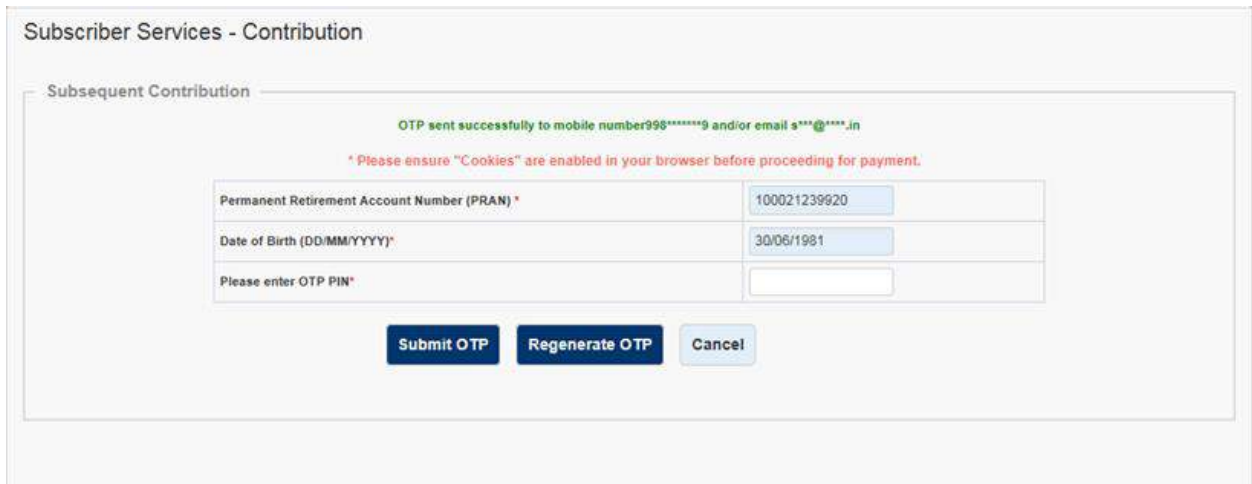 Subscriber Services - Contribution
Subsequent Contribution
OTP sent successfully to mobile number998*******9 and/or email s***@****.in
* Please ensure "Cookies" are enabled in your browser before proceeding for payment.
Permanent Retirement Account Number (PRAN) * 100021239920
Date of Birth (DD/MM/YYYY)* 30/06/1981
Please enter OTP PIN*
Submit OTP Regenerate OTP Cancel